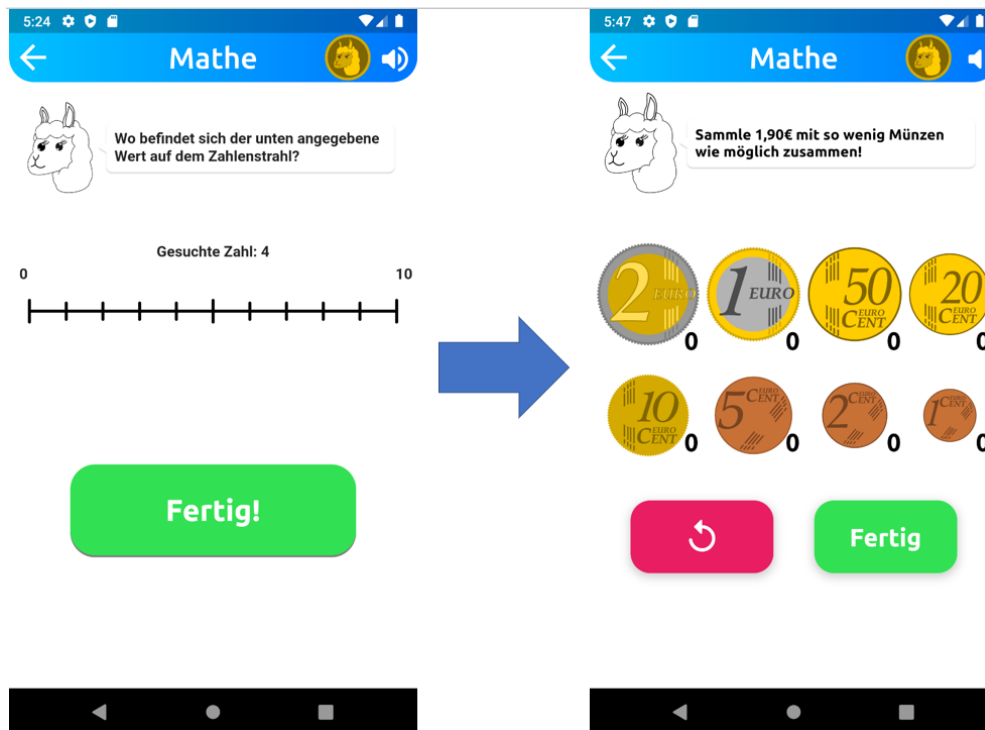 5:24
Mathe
Wo befindet sich der unten angegebene
Wert auf dem Zahlenstrahl?
Gesuchte Zahl: 4
0 10
Fertig!
5:47
Mathe
Sammle 1,90€ mit so wenig Münzen
wie möglich zusammen!
2 EURO
0
1 EURO
0
50 EURO CENT
0
20 EURO CENT
0
10 EURO CENT
0
5 EURO CENT
0
2 EURO CENT
0
1 EURO CENT
0
Fertig